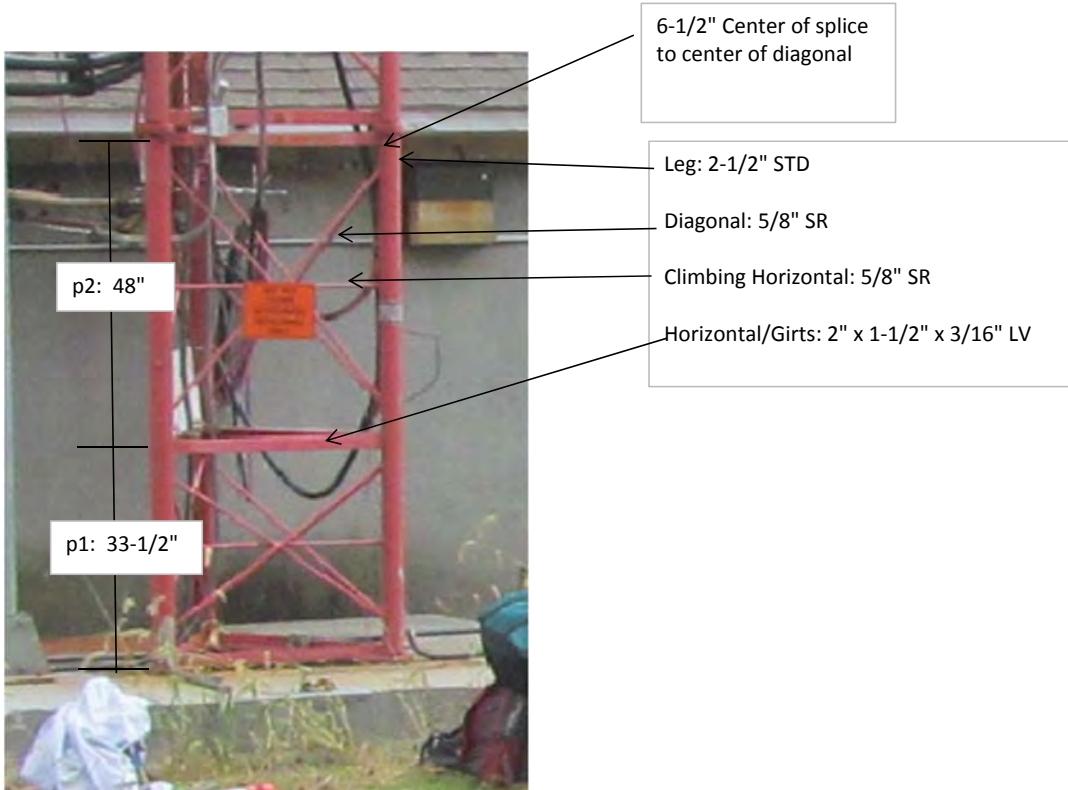 6-1/2" Center of splice
to center of diagonal
Leg: 2-1/2" STD
Diagonal: 5/8" SR
p2:  48"
Climbing Horizontal: 5/8" SR
Horizontal/Girts: 2" x 1-1/2" x 3/16" LV
p1:  33-1/2"